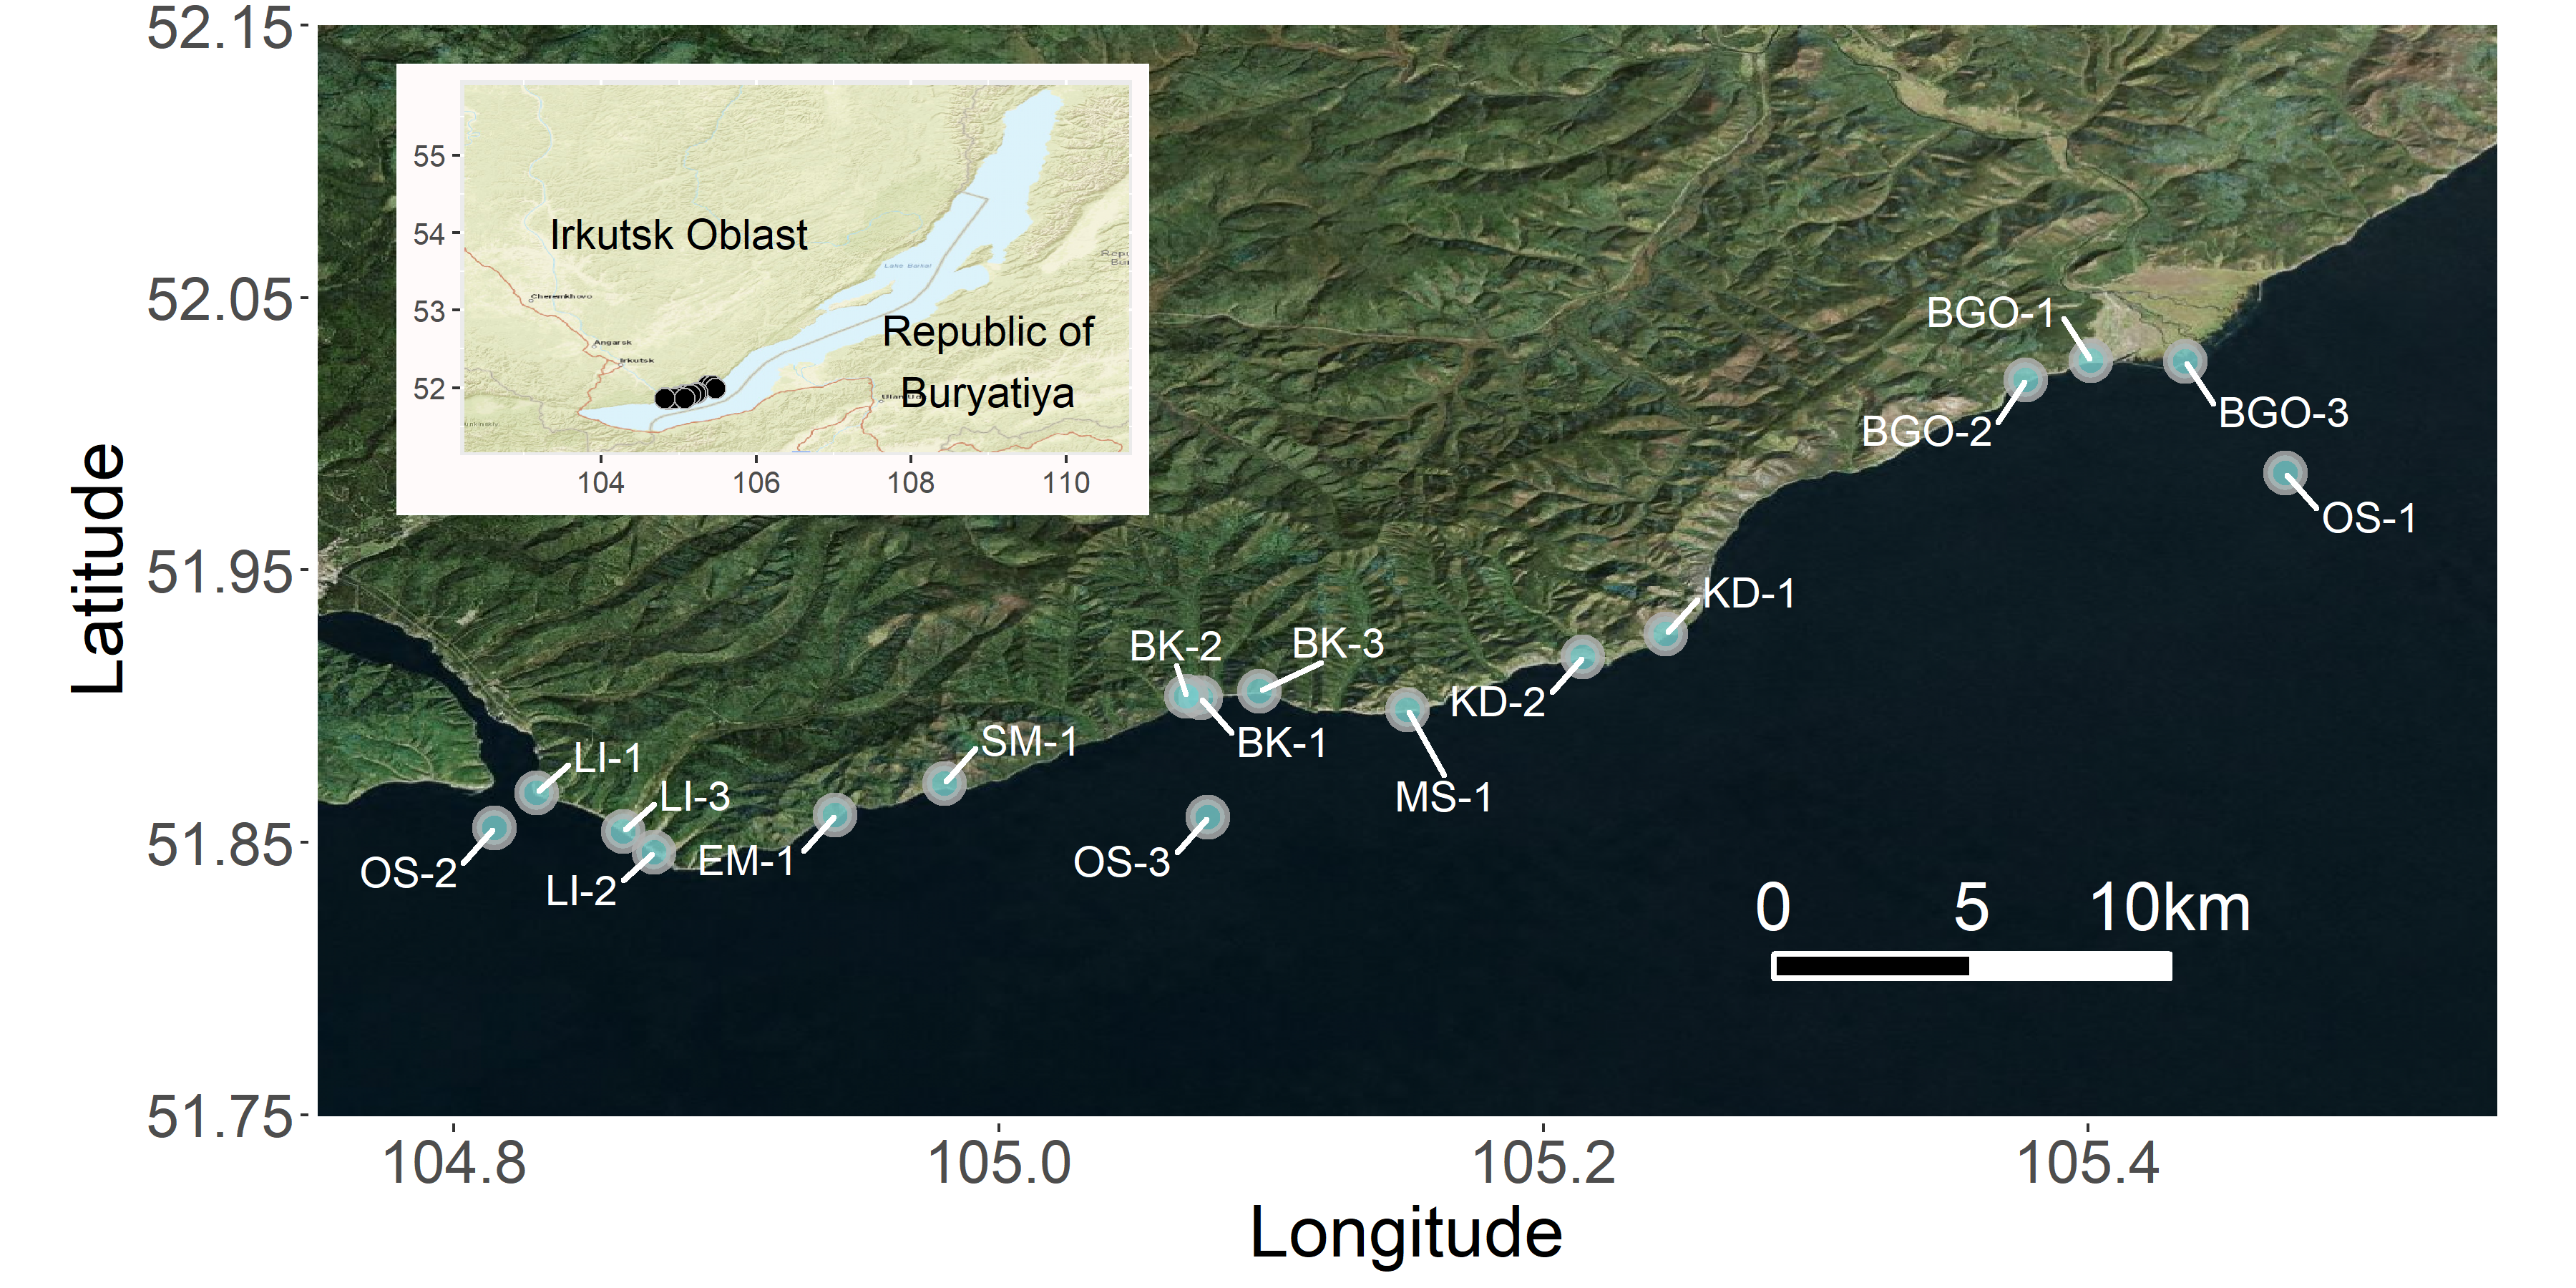 52.15
52.05
51.95
51.85
51.75
Latitude
55
54
53
52
104 106 108 110
Irkutsk Oblast
Republic of
Buryatiya
Lake Baikal
Cheremkhovo
Angarsk
Irkutsk
BGO-1
BGO-2
BGO-3
OS-1
KD-1
KD-2
BK-2
BK-3
BK-1
MS-1
SM-1
LI-1
LI-3
EM-1
OS-2
LI-2
OS-3
0 5 10km
104.8 105.0 105.2 105.4
Longitude